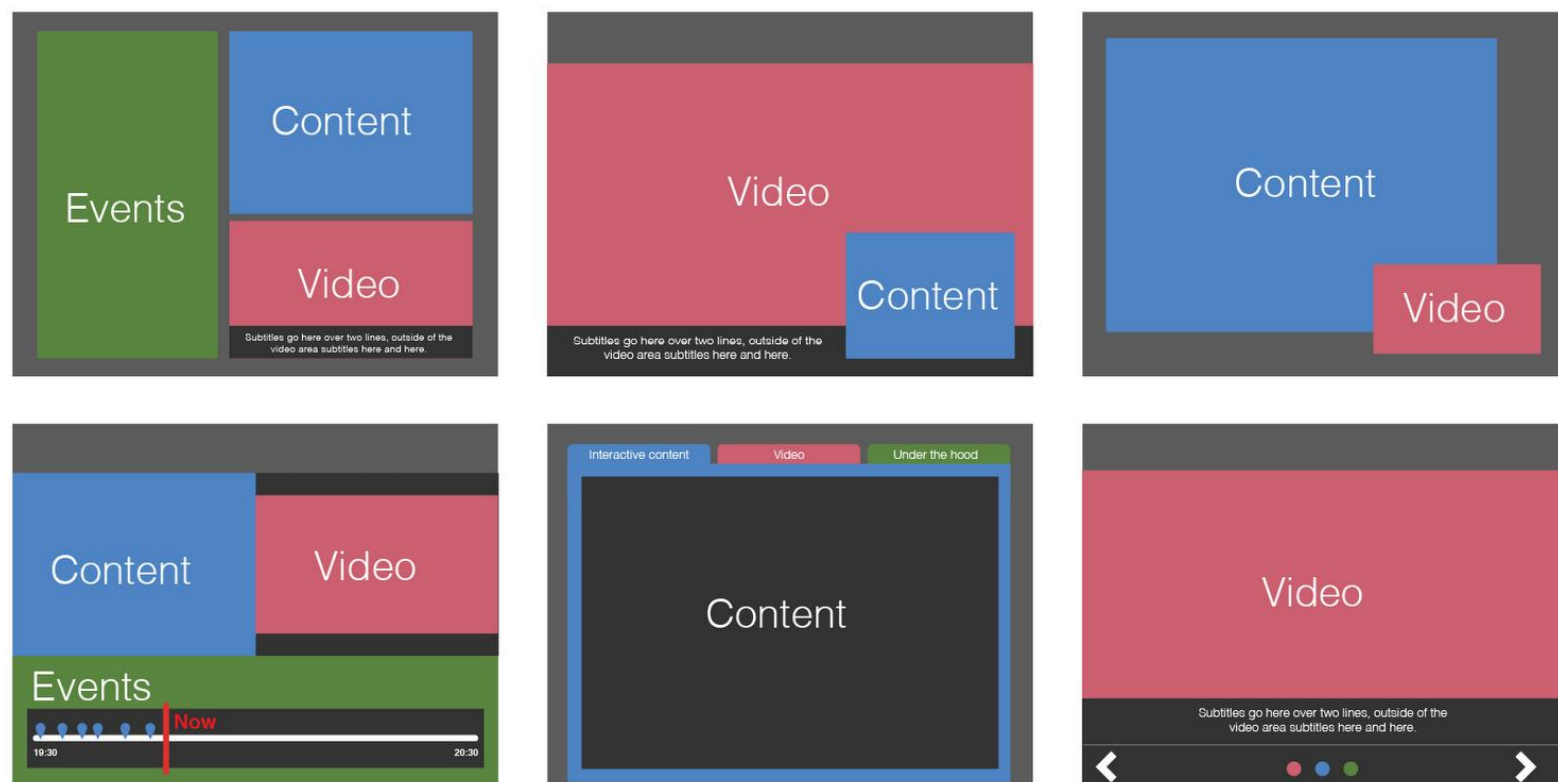 Events
Content
Video
Subtitles go here over two lines, outside of the
video area subtitles here and here.
Video
Content
Subtitles go here over two lines, outside of the
video area subtitles here and here.
Content
Video
Content
Video
Events
Now
19:30
20:30
Interactive content
Video
Under the hood
Content
Video
Subtitles go here over two lines, outside of the
video area subtitles here and here.